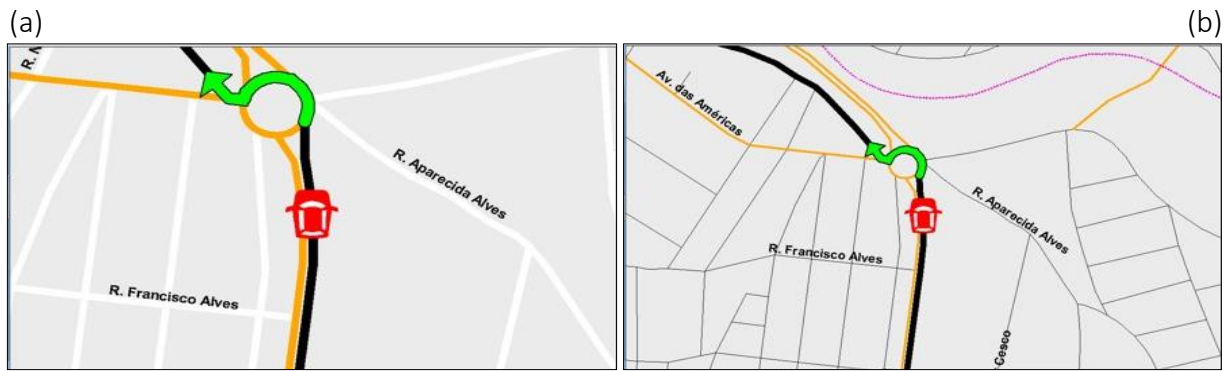 (a)
(b)
R. Aparecida Alves
R. Francisco Alves
Av. das Américas
R. Aparecida Alves
R. Francisco Alves
Cesco